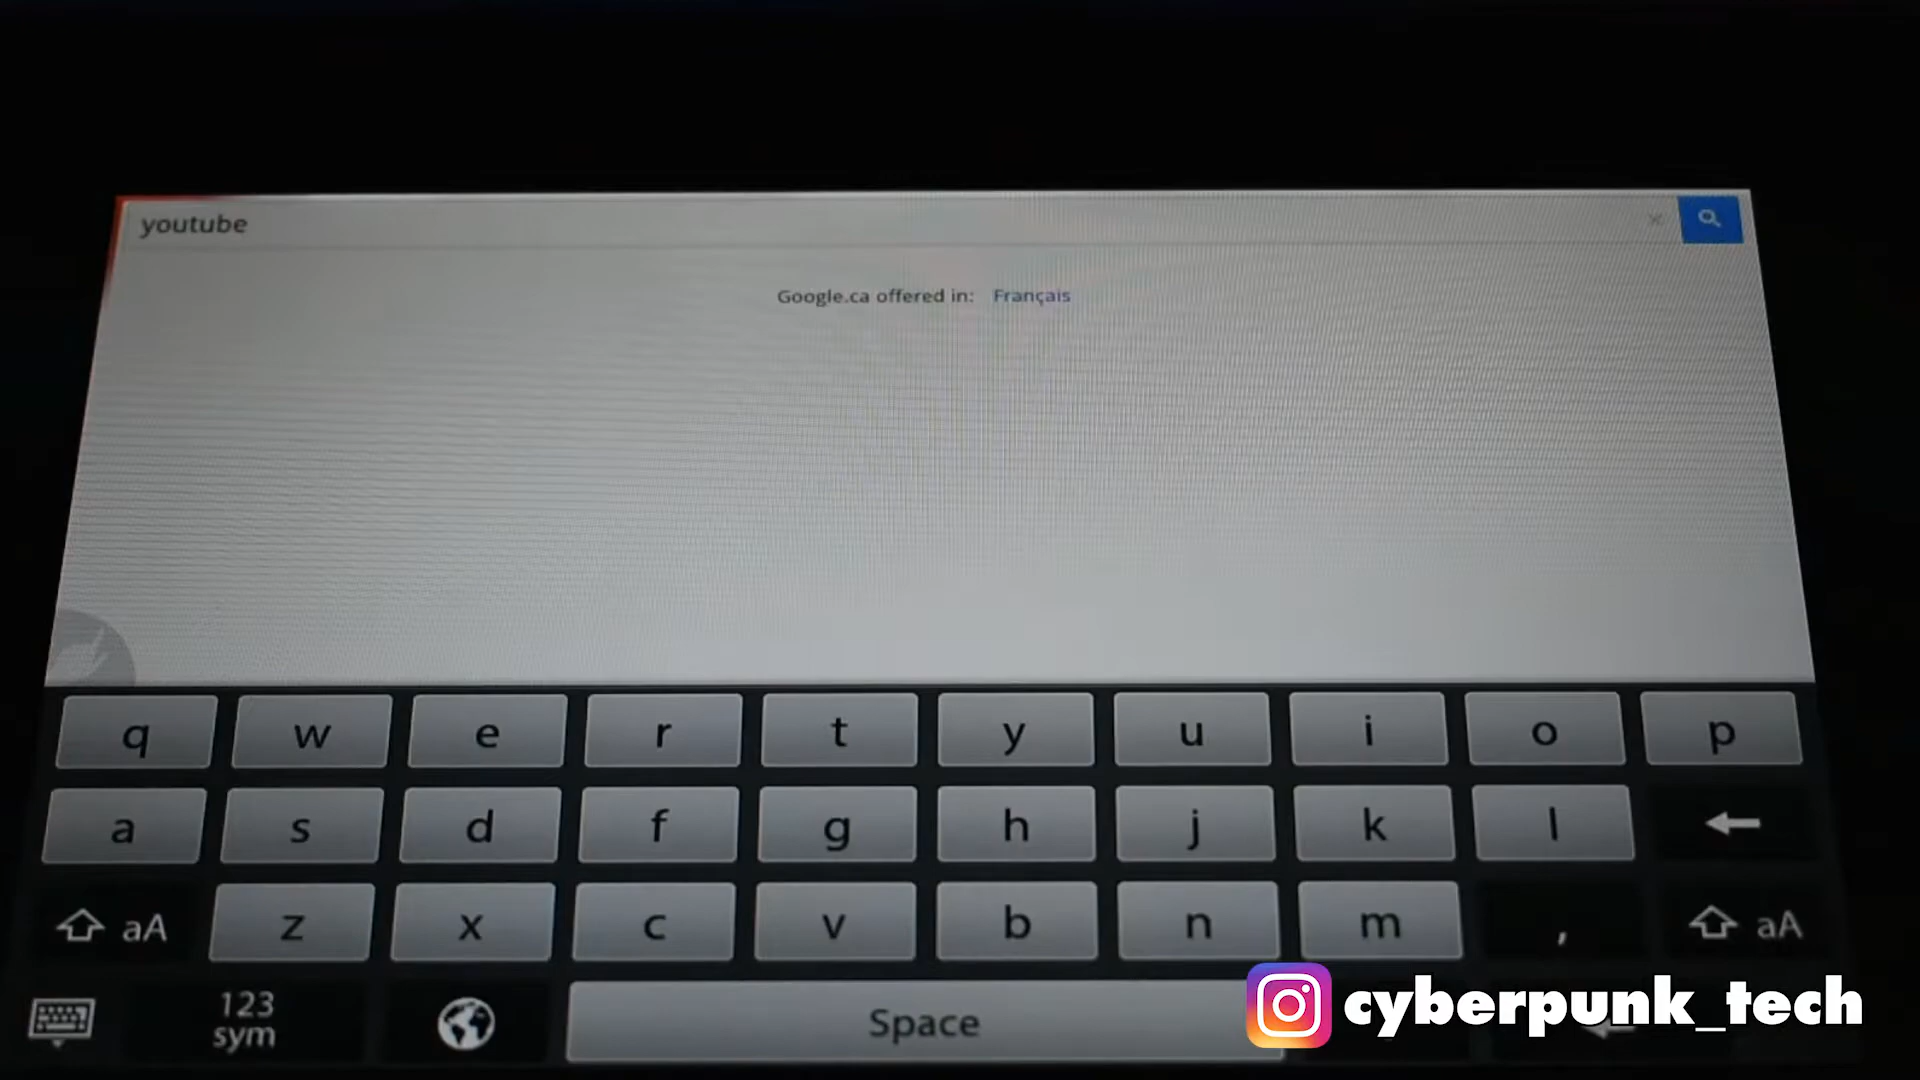 youtube
Google.ca offered in: Français
q w e r t y u i o p
a s d f g h j k l
aA z x c v b n m , aA
123
sym
Space
cyberpunk_tech